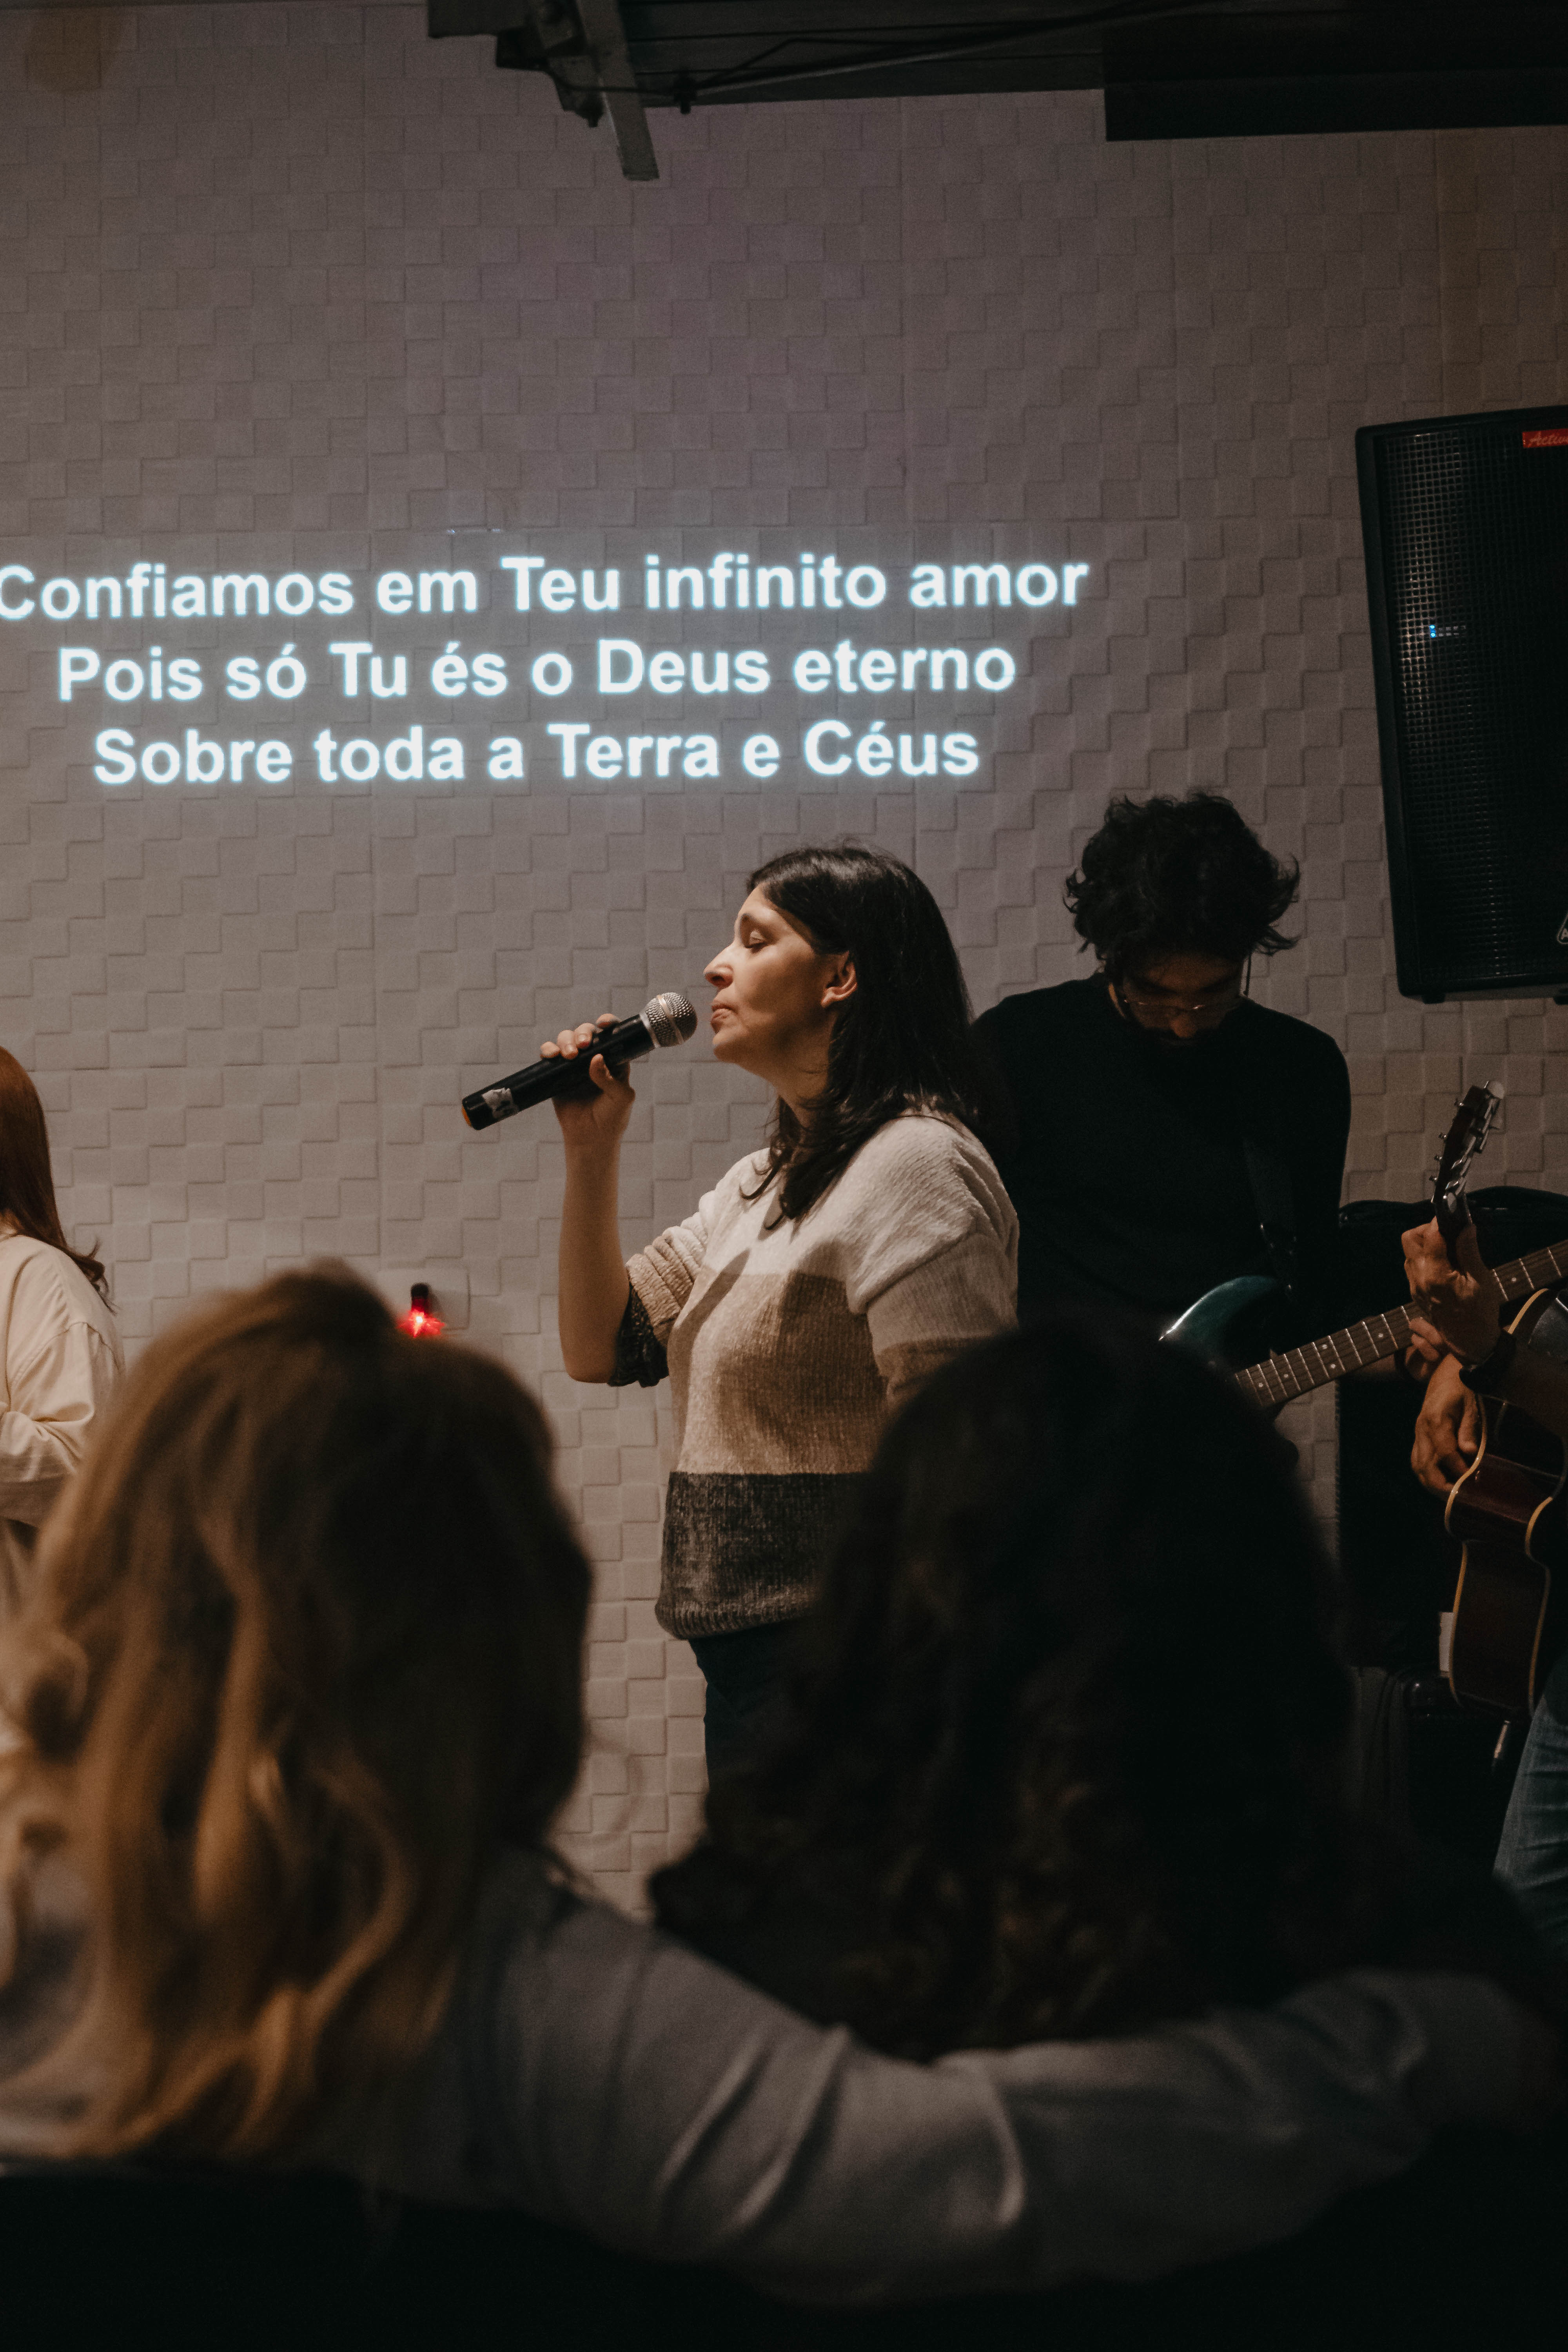 Confiamos em Teu infinito amor
Pois só Tu és o Deus eterno
Sobre toda a Terra e Céus